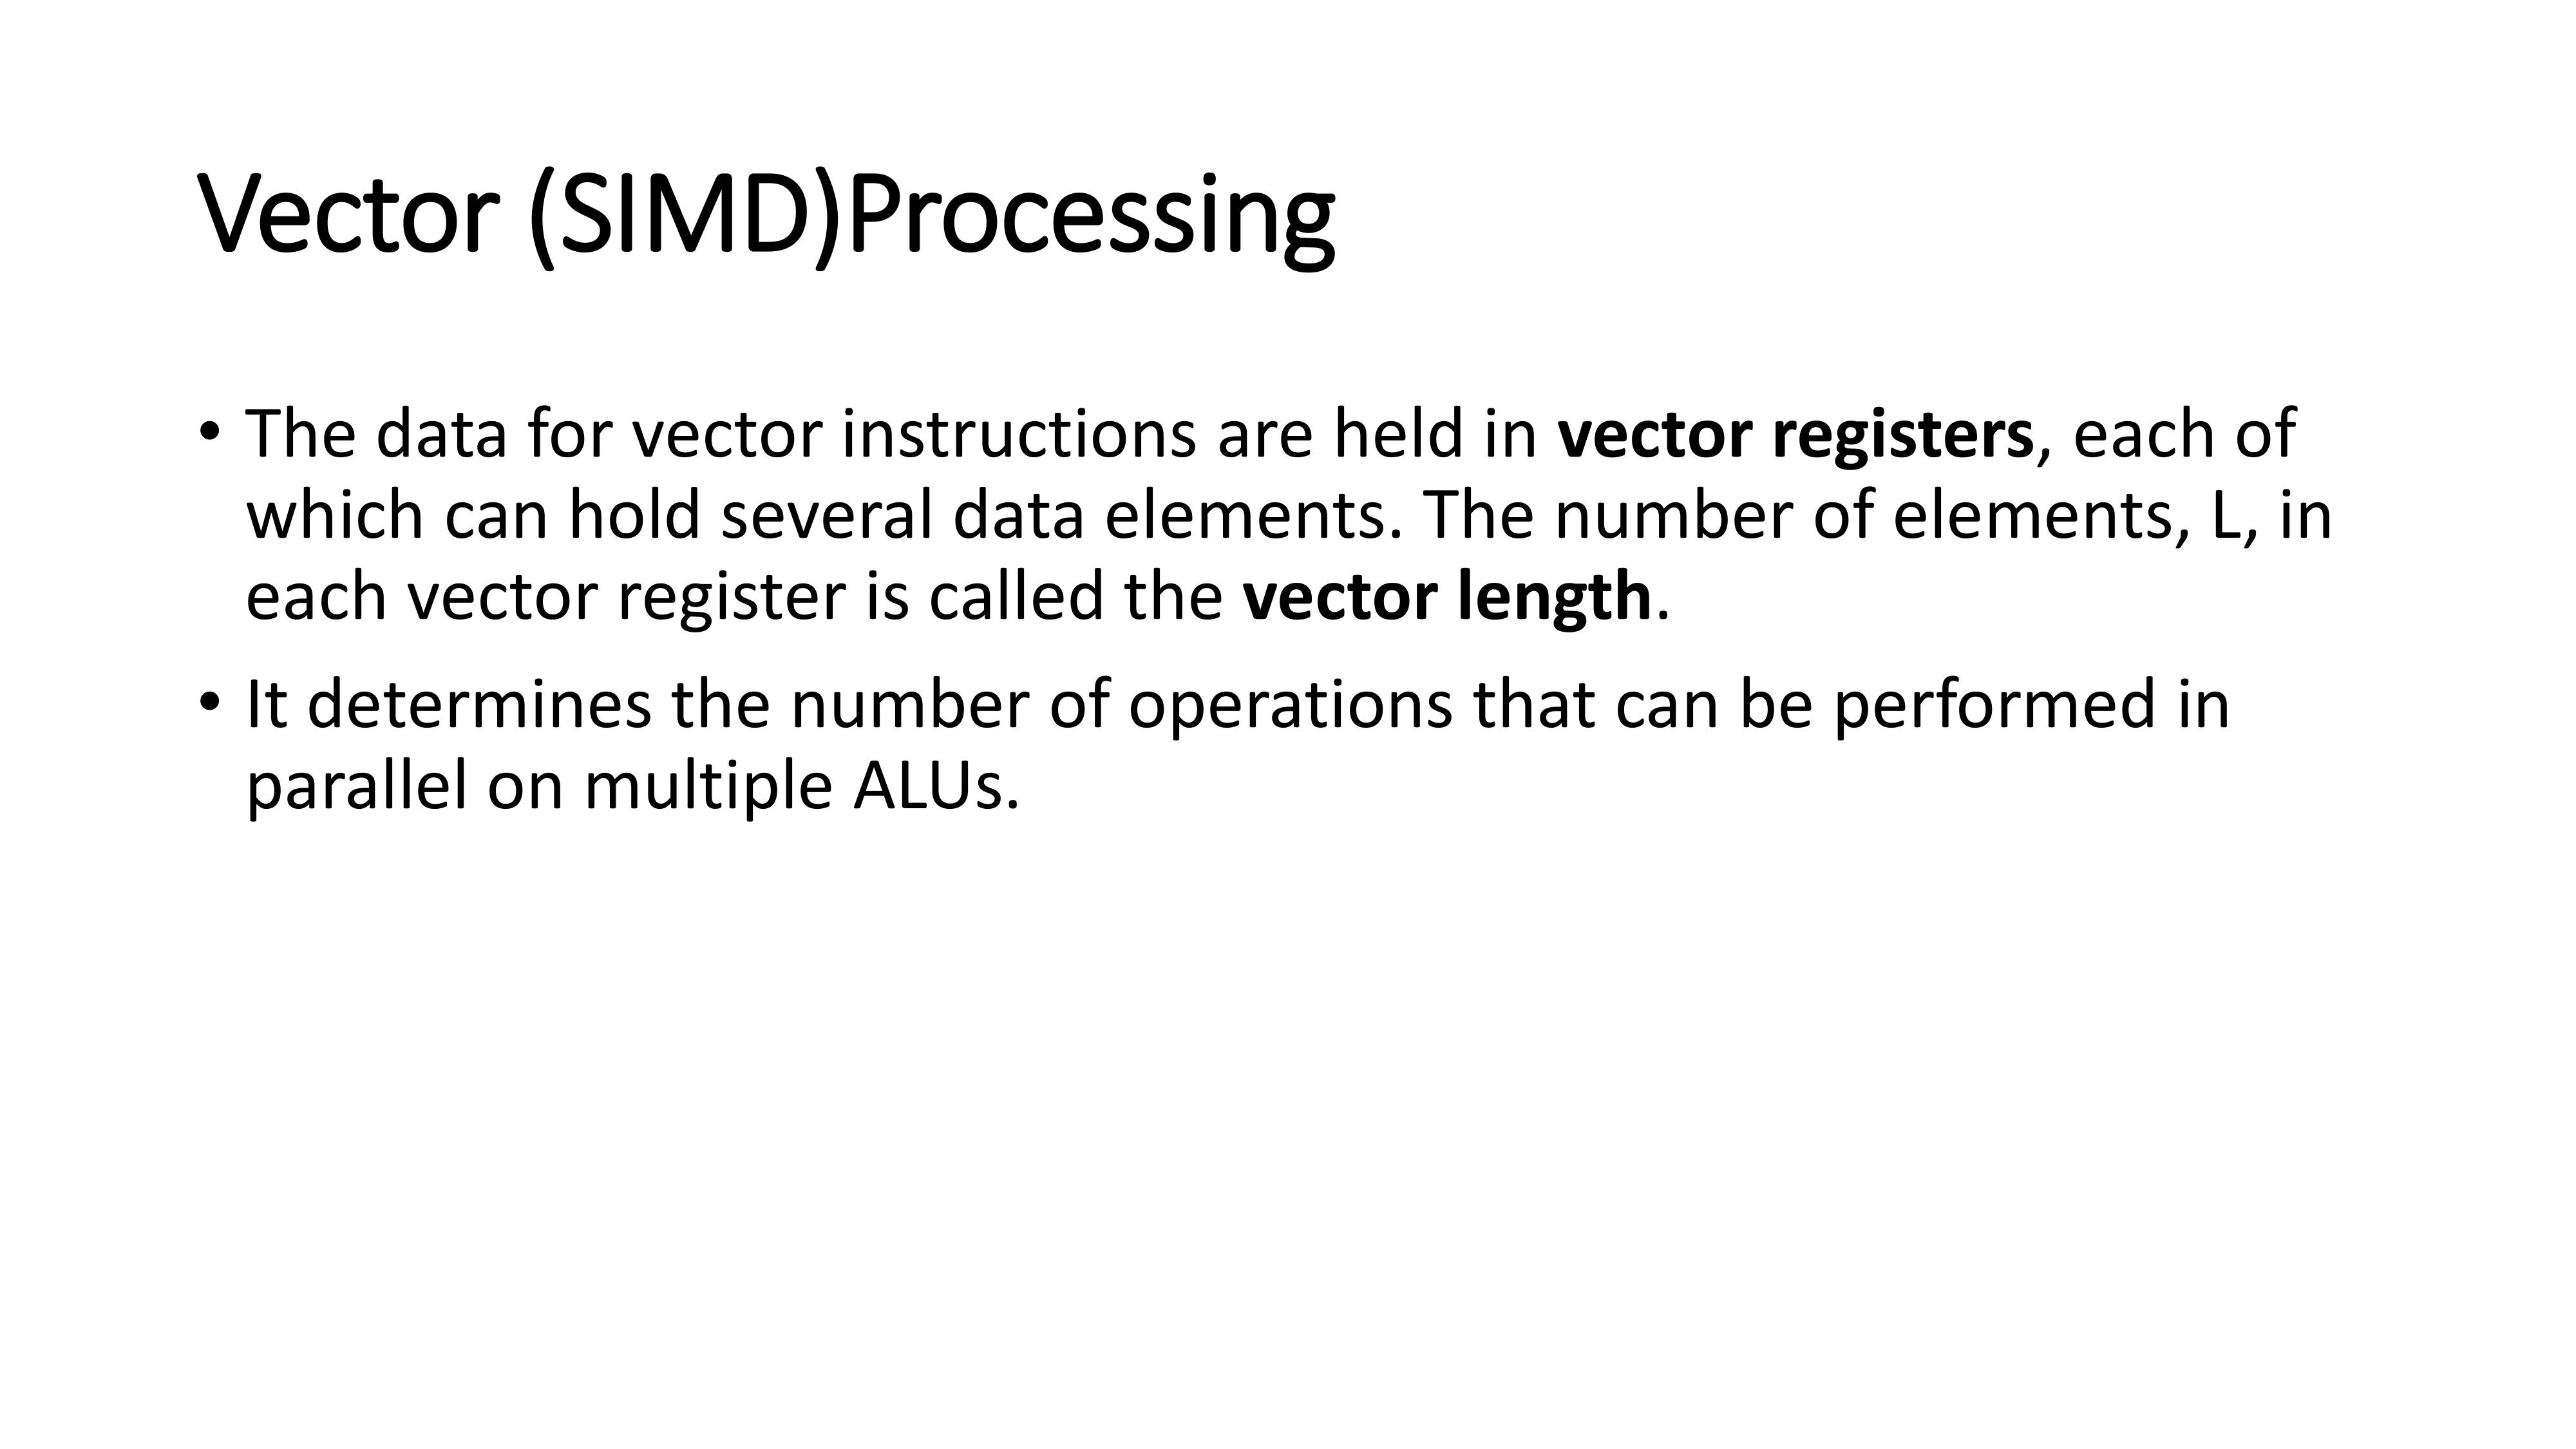 Vector (SIMD)Processing
• The data for vector instructions are held in vector registers, each of
which can hold several data elements. The number of elements, L, in
each vector register is called the vector length.
• It determines the number of operations that can be performed in
parallel on multiple ALUs.